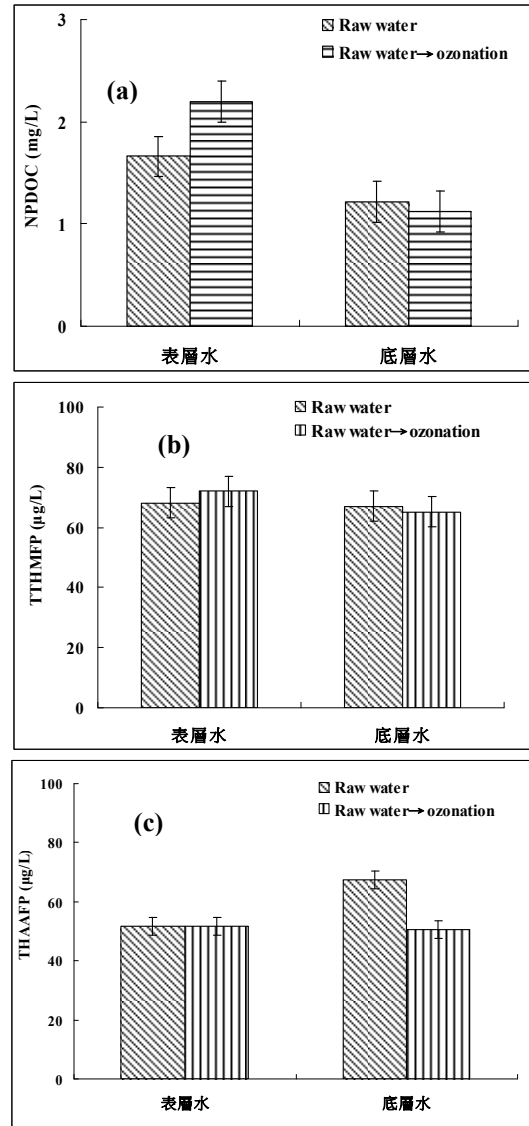 3
2
1
0
NPDOC (mg/L)
(a)
Raw water
Raw water→ozonation
表層水 底層水
100
80
60
40
20
0
TTHMFP (μg/L)
(b)
Raw water
Raw water→ozonation
表層水 底層水
100
80
60
40
20
0
THAAFP (μg/L)
(c)
Raw water
Raw water→ozonation
表層水 底層水